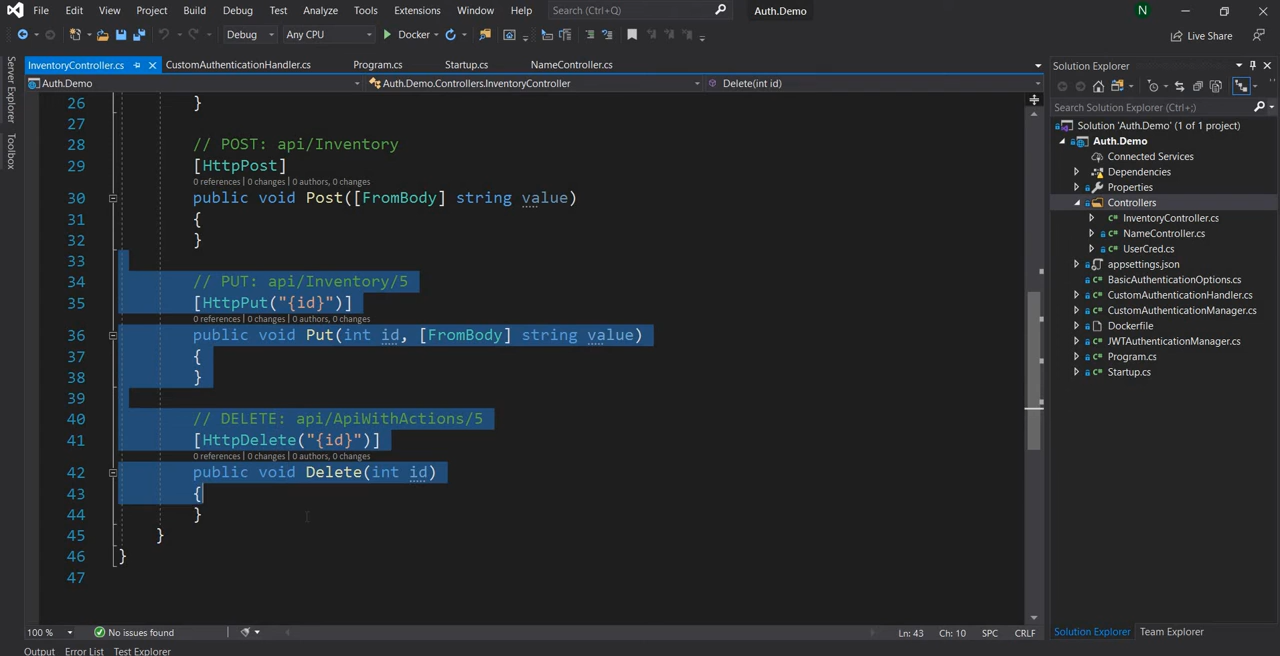 File Edit View Project Build Debug Test Analyze Tools Extensions Window Help Search (Ctrl+Q) Auth.Demo N
Debug Any CPU Docker Live Share
InventoryController.cs CustomAuthenticationHandler.cs Program.cs Startup.cs NameController.cs
Auth.Demo Auth.Demo.Controllers.InventoryController Delete(int id)
Server Explorer
Toolbox
26 }
27
28 // POST: api/Inventory
29 [HttpPost]
0 references | 0 changes | 0 authors, 0 changes
30 public void Post([FromBody] string value)
31 {
32 }
33
34 // PUT: api/Inventory/5
35 [HttpPut("{id}")]
0 references | 0 changes | 0 authors, 0 changes
36 public void Put(int id, [FromBody] string value)
37 {
38 }
39
40 // DELETE: api/ApiWithActions/5
41 [HttpDelete("{id}")]
0 references | 0 changes | 0 authors, 0 changes
42 public void Delete(int id)
43 {
44 }
45 }
46 }
47
100 % No issues found Ln: 43 Ch: 10 SPC CRLF
Output Error List Test Explorer
Solution Explorer
Search Solution Explorer (Ctrl+;)
Solution 'Auth.Demo' (1 of 1 project)
Auth.Demo
Connected Services
Dependencies
Properties
Controllers
C# InventoryController.cs
C# NameController.cs
C# UserCred.cs
appsettings.json
C# BasicAuthenticationOptions.cs
C# CustomAuthenticationHandler.cs
C# CustomAuthenticationManager.cs
Dockerfile
C# JWTAuthenticationManager.cs
C# Program.cs
C# Startup.cs
Solution Explorer Team Explorer